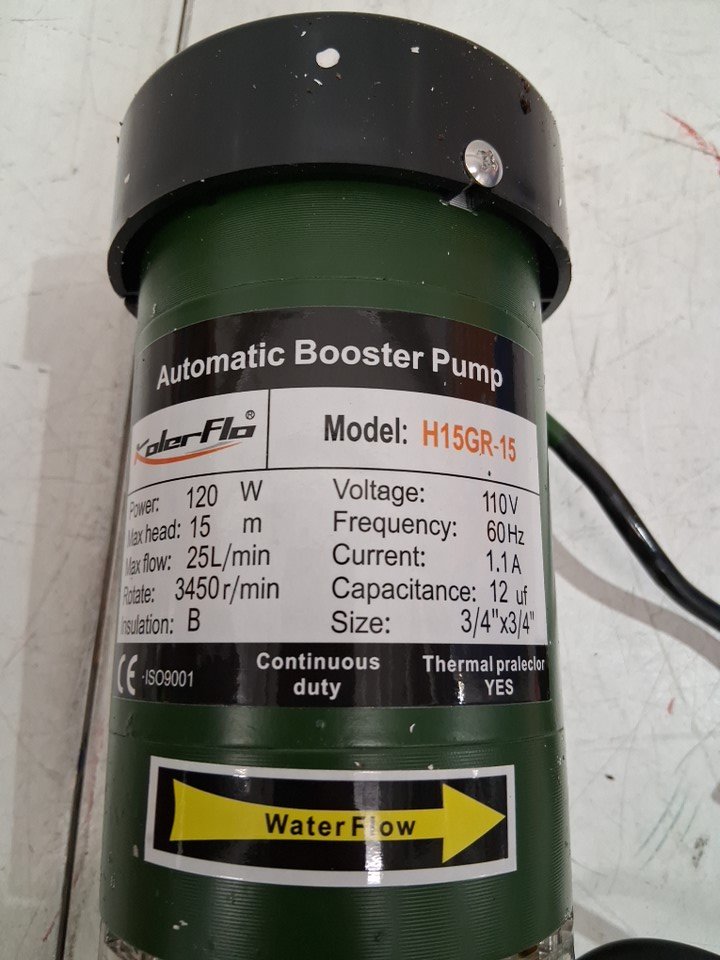 Automatic Booster Pump
KolerFlo®
Model: H15GR-15
Power: 120 W
Max head: 15 m
Max flow: 25L/min
Rotate: 3450r/min
Insulation: B
Voltage: 110V
Frequency: 60Hz
Current: 1.1A
Capacitance: 12 uf
Size: 3/4"x3/4"
CE -ISO9001
Continuous
duty
Thermal pralector
YES
Water Flow